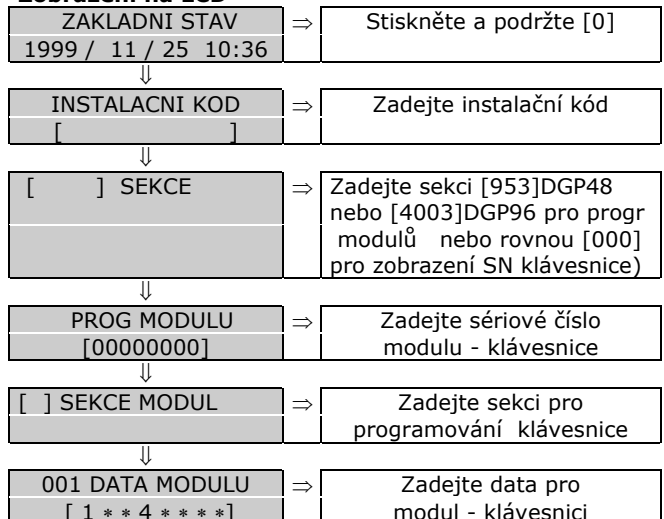 Zobrazení na LCD
ZAKLADNI STAV ⇒ Stiskněte a podržte [0]
1999 / 11 / 25 10:36
⇓
INSTALACNI KOD ⇒ Zadejte instalační kód
[ ]
⇓
[ ] SEKCE ⇒ Zadejte sekci [953]DGP48
nebo [4003]DGP96 pro progr
modulů nebo rovnou [000]
pro zobrazení SN klávesnice)
⇓
PROG MODULU ⇒ Zadejte sériové číslo
[00000000] modulu - klávesnice
⇓
[ ] SEKCE MODUL ⇒ Zadejte sekci pro
programování klávesnice
⇓
001 DATA MODULU ⇒ Zadejte data pro
[ 1 * * 4 * * * *] modul - klávesnici